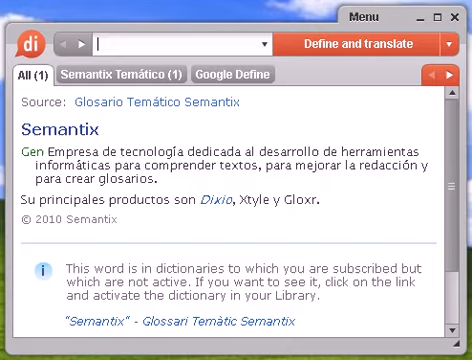 Menu
di
Define and translate
All (1)
Semantix Temático (1)
Google Define
Source: Glosario Temático Semantix
Semantix
Gen Empresa de tecnología dedicada al desarrollo de herramientas
informáticas para comprender textos, para mejorar la redacción y
para crear glosarios.
Su principales productos son Dixio, Xtyle y Gloxr.
© 2010 Semantix
i
This word is in dictionaries to which you are subscribed but
which are not active. If you want to see it, click on the link
and activate the dictionary in your Library.
"Semantix" - Glossari Temàtic Semantix